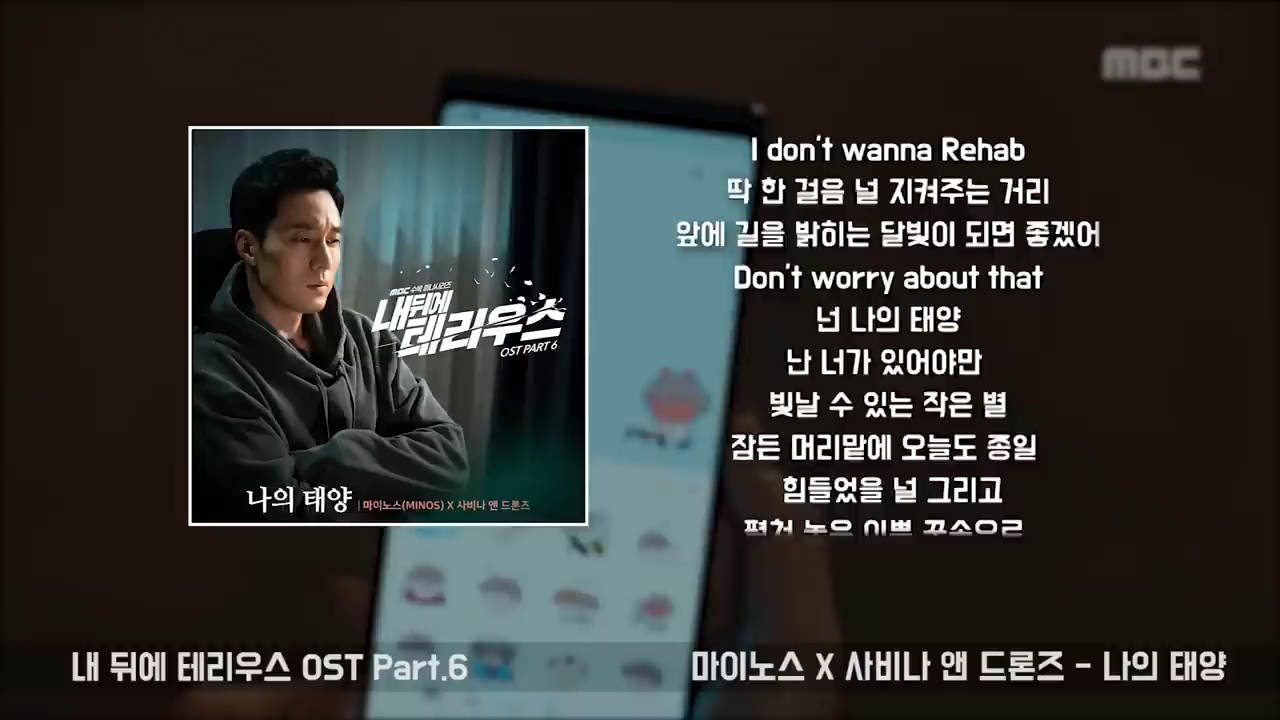 MBC
I don't wanna Rehab
딱 한 걸음 널 지켜주는 거리
앞에 길을 밝히는 달빛이 되면 좋겠어
Don't worry about that
넌 나의 태양
난 너가 있어야만
빛날 수 있는 작은 별
잠든 머리맡에 오늘도 종일
힘들었을 널 그리고
MBC 수목 미니시리즈
내 뒤에
테리우스
OST PART 6
나의 태양 | 마이노스(MINOS) X 사비나 앤 드론즈
내 뒤에 테리우스 OST Part.6
마이노스 X 사비나 앤 드론즈 - 나의 태양